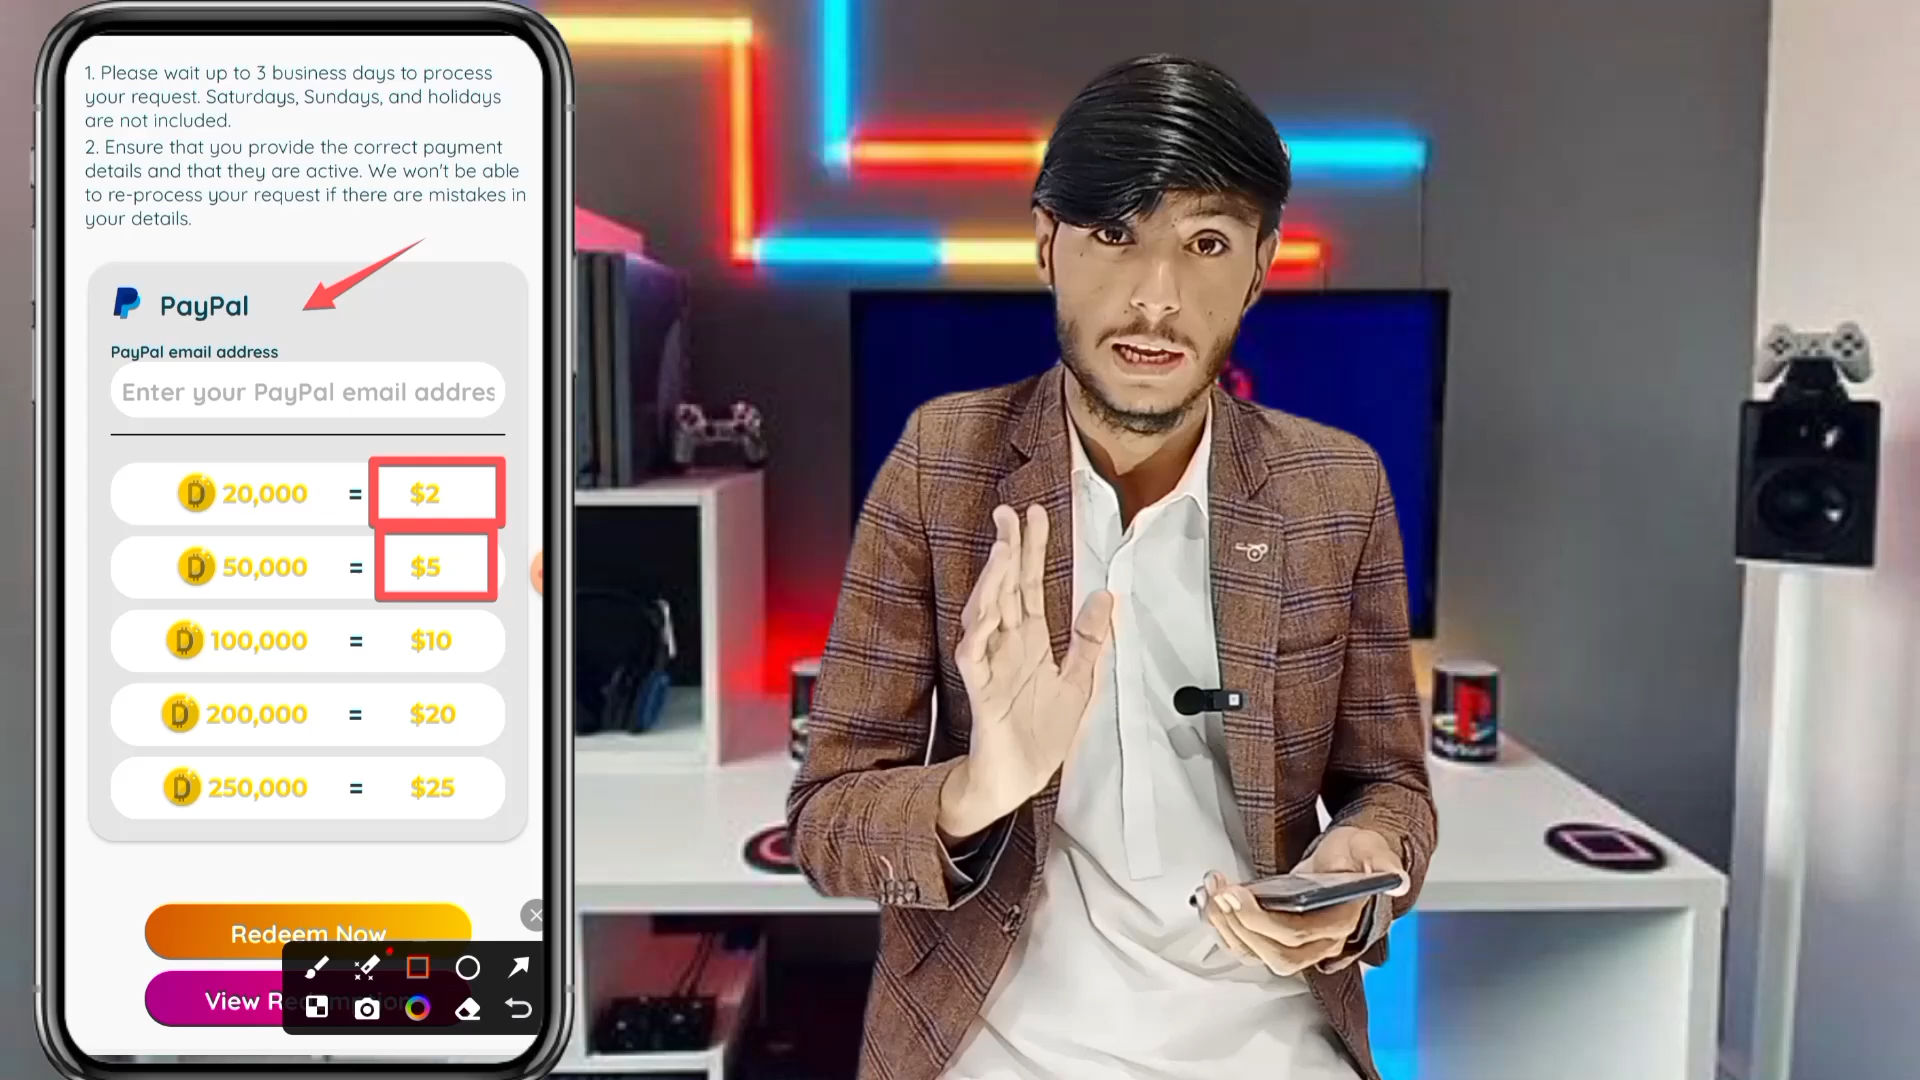 1. Please wait up to 3 business days to process
your request. Saturdays, Sundays, and holidays
are not included.
2. Ensure that you provide the correct payment
details and that they are active. We won't be able
to re-process your request if there are mistakes in
your details.
PayPal
PayPal email address
Enter your PayPal email addres
20,000 = $2
50,000 = $5
100,000 = $10
200,000 = $20
250,000 = $25
Redeem Now
View